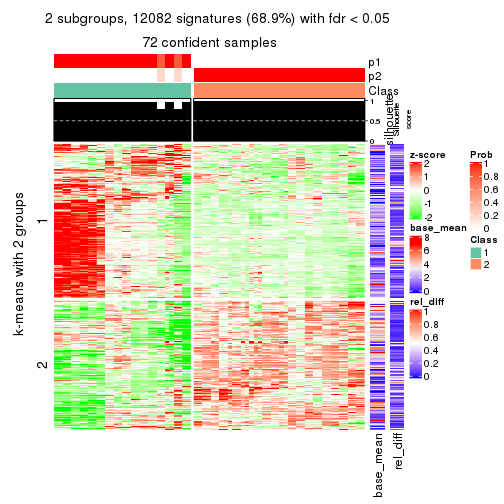 2 subgroups, 12082 signatures (68.9%) with fdr < 0.05
72 confident samples
p1
p2
Class
1
0.5
0
silhouette
Silhouette
score
k-means with 2 groups
1
2
base_mean
rel_diff
z-score
2
1
0
-1
-2
base_mean
8
6
4
2
0
rel_diff
1
0.8
0.6
0.4
0.2
0
Prob
1
0.8
0.6
0.4
0.2
0
Class
1
2